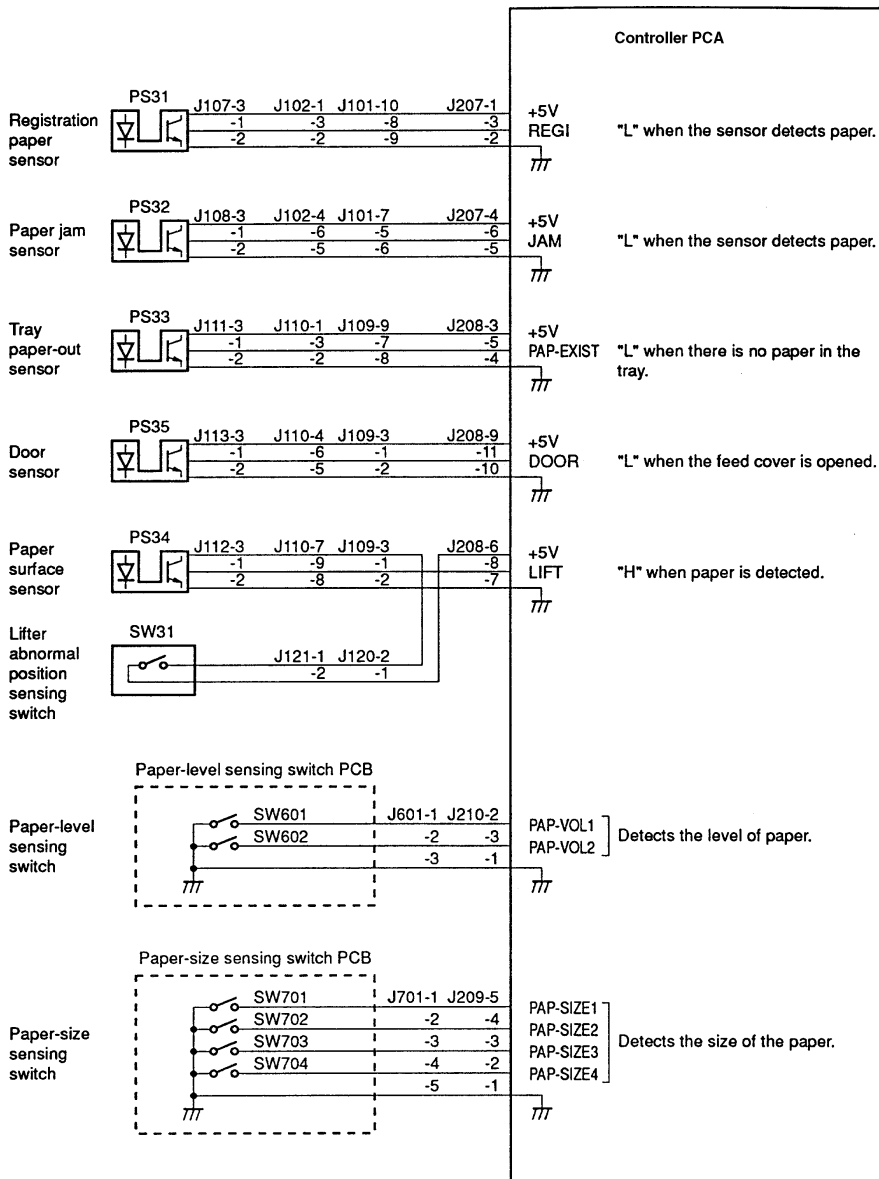 Controller PCA
PS31
Registration paper sensor
J107-3 J102-1 J101-10 J207-1 +5V
-1 -3 -8 -3 REGI "L" when the sensor detects paper.
-2 -2 -9 -2
PS32
Paper jam sensor
J108-3 J102-4 J101-7 J207-4 +5V
-1 -6 -5 -6 JAM "L" when the sensor detects paper.
-2 -5 -6 -5
PS33
Tray paper-out sensor
J111-3 J110-1 J109-9 J208-3 +5V
-1 -3 -7 -5 PAP-EXIST "L" when there is no paper in the tray.
-2 -2 -8 -4
PS35
Door sensor
J113-3 J110-4 J109-3 J208-9 +5V
-1 -6 -1 -11 DOOR "L" when the feed cover is opened.
-2 -5 -2 -10
PS34
Paper surface sensor
J112-3 J110-7 J109-3 J208-6 +5V
-1 -9 -1 -8 LIFT "H" when paper is detected.
-2 -8 -2 -7
SW31
Lifter abnormal position sensing switch
J121-1 J120-2
-2 -1
Paper-level sensing switch PCB
Paper-level sensing switch
SW601 J601-1 J210-2 PAP-VOL1
SW602 -2 -3 PAP-VOL2
Detects the level of paper.
-3 -1
Paper-size sensing switch PCB
Paper-size sensing switch
SW701 J701-1 J209-5 PAP-SIZE1
SW702 -2 -4 PAP-SIZE2
SW703 -3 -3 PAP-SIZE3
SW704 -4 -2 PAP-SIZE4
Detects the size of the paper.
-5 -1